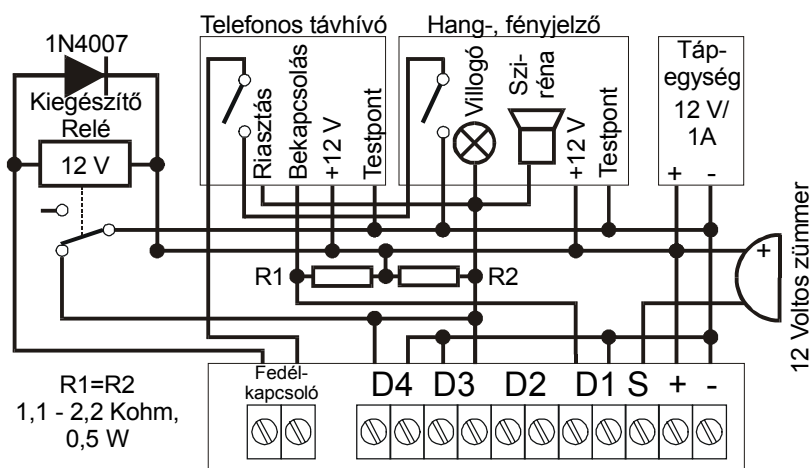 Telefonos távhívó
Hang-, fényjelző
1N4007
Kiegészítő
Relé
12 V
Riasztás
Bekapcsolás
+12 V
Testpont
Villogó
Szi-
réna
+12 V
Testpont
Táp-
egység
12 V/
1A
+ -
+
12 Voltos zümmer
R1
R2
R1=R2
1,1 - 2,2 Kohm,
0,5 W
Fedél-
kapcsoló
D4 D3 D2 D1 S + -